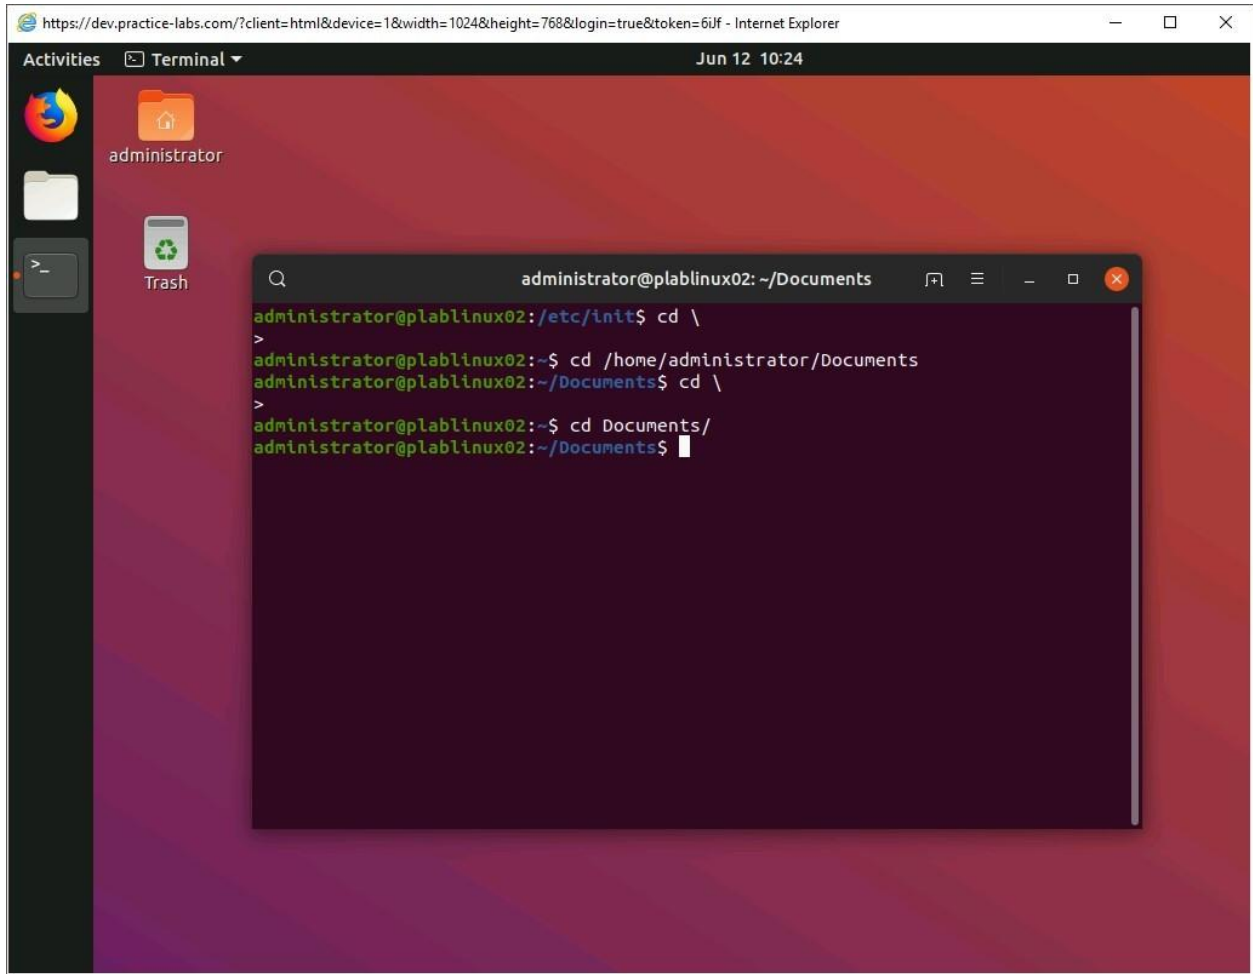 https://dev.practice-labs.com/?client=html&device=1&width=1024&height=768&login=true&token=6iJf - Internet Explorer
Activities Terminal Jun 12 10:24
administrator
Trash
administrator@plablinux02: ~/Documents
administrator@plablinux02:/etc/init$ cd \
>
administrator@plablinux02:~$ cd /home/administrator/Documents
administrator@plablinux02:~/Documents$ cd \
>
administrator@plablinux02:~$ cd Documents/
administrator@plablinux02:~/Documents$